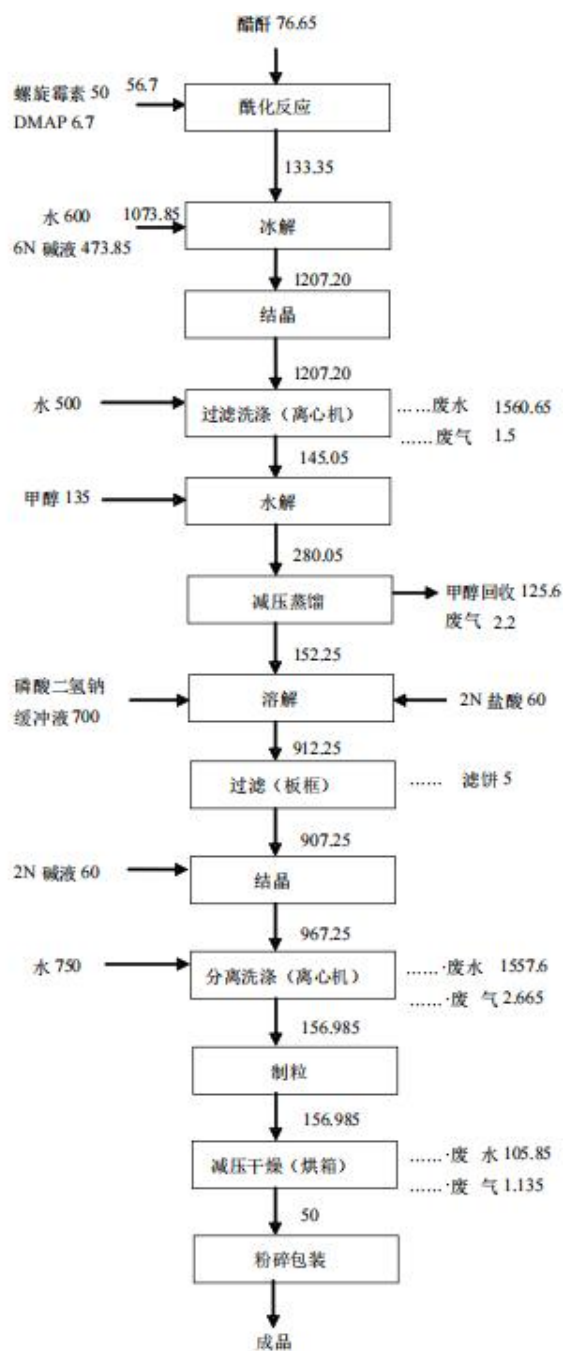 醋酐 76.65
螺旋霉素 50 56.7
DMAP 6.7
酰化反应
133.35
水 600 1073.85
6N 碱液 473.85
冰解
1207.20
结晶
1207.20
水 500
过滤洗涤（离心机）
......废水 1560.65
......废气 1.5
145.05
甲醇 135
水解
280.05
减压蒸馏
甲醇回收 125.6
废气 2.2
152.25
磷酸二氢钠
缓冲液 700
溶解
2N 盐酸 60
912.25
过滤（板框）
...... 滤饼 5
907.25
2N 碱液 60
结晶
967.25
水 750
分离洗涤（离心机）
......·废水 1557.6
......·废 气 2.665
156.985
制粒
156.985
减压干燥（烘箱）
......·废 水 105.85
......·废 气 1.135
50
粉碎包装
成品